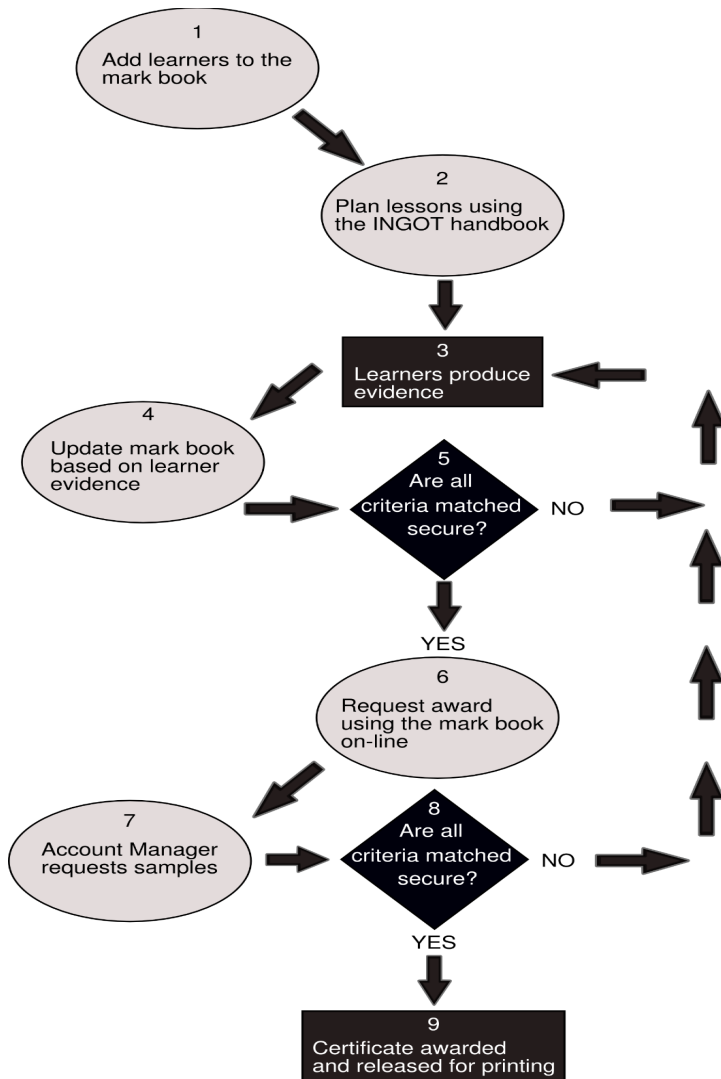 1
Add learners to the
mark book
2
Plan lessons using
the INGOT handbook
3
Learners produce
evidence
4
Update mark book
based on learner
evidence
5
Are all
criteria matched
secure?
NO
YES
6
Request award
using the mark book
on-line
7
Account Manager
requests samples
8
Are all
criteria matched
secure?
NO
YES
9
Certificate awarded
and released for printing